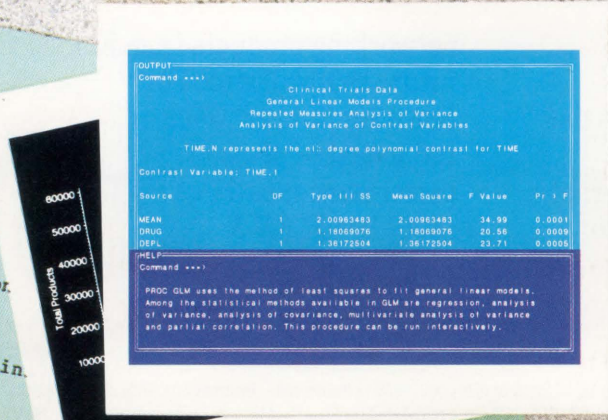 OUTPUT
Command ===>
Clinical Trials Data
General Linear Models Procedure
Repeated Measures Analysis of Variance
Analysis of Variance of Contrast Variables
TIME.N represents the nth degree polynomial contrast for TIME
Contrast Variable: TIME.1
Source DF Type III SS Mean Square F Value Pr > F
MEAN 1 2.00963483 2.00963483 34.99 0.0001
DRUG 1 1.18069076 1.18069076 20.56 0.0009
DEPL 1 1.36172504 1.36172504 23.71 0.0005
HELP
Command ===>
PROC GLM uses the method of least squares to fit general linear models.
Among the statistical methods available in GLM are regression, analysis
of variance, analysis of covariance, multivariate analysis of variance
and partial correlation. This procedure can be run interactively.
60000
50000
40000
30000
20000
10000
Total Products
in.